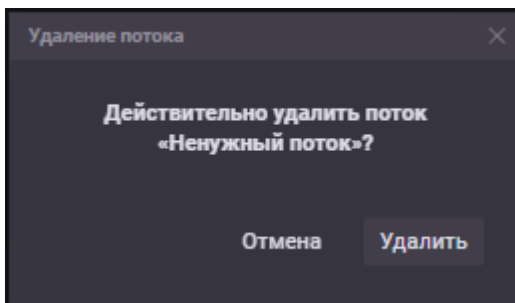 Удаление потока
Действительно удалить поток
«Ненужный поток»?
Отмена Удалить